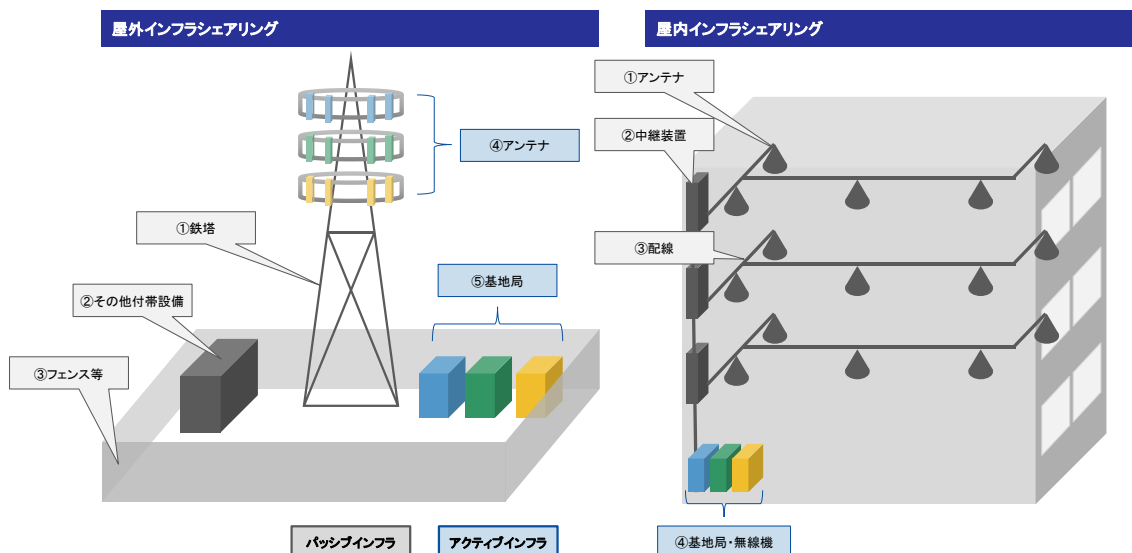 屋外インフラシェアリング
④アンテナ
①鉄塔
⑤基地局
②その他付帯設備
③フェンス等
パッシブインフラ
アクティブインフラ
屋内インフラシェアリング
①アンテナ
②中継装置
③配線
④基地局・無線機